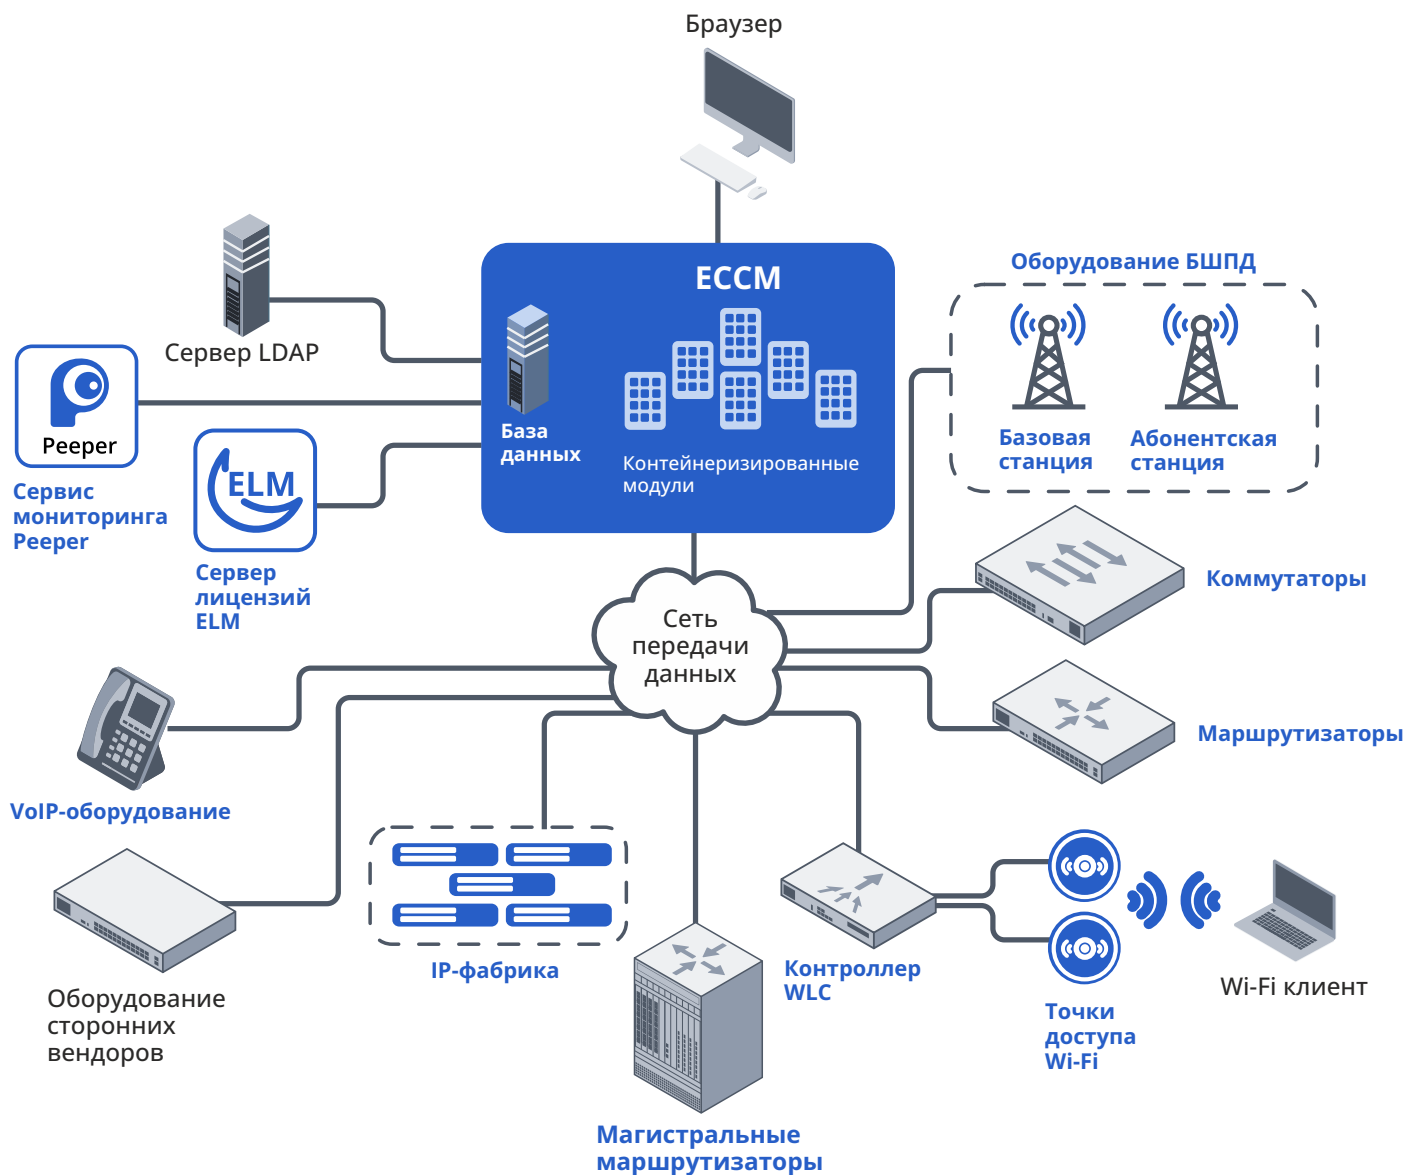 Браузер
ECCM
База
данных
Контейнеризированные
модули
Сервер LDAP
Peeper
Сервис
мониторинга
Peeper
ELM
Сервер
лицензий
ELM
Оборудование БШПД
Базовая
станция
Абонентская
станция
Сеть
передачи
данных
Коммутаторы
Маршрутизаторы
VoIP-оборудование
Оборудование
сторонних
вендоров
IP-фабрика
Магистральные
маршрутизаторы
Контроллер
WLC
Точки
доступа
Wi-Fi
Wi-Fi клиент